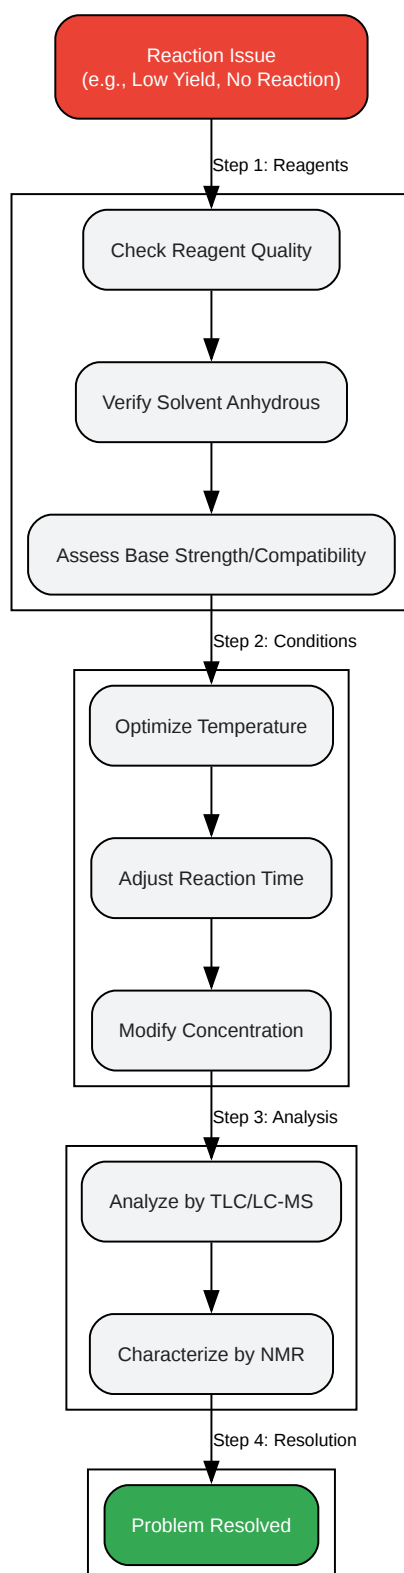 Reaction Issue
(e.g., Low Yield, No Reaction)
Step 1: Reagents
Check Reagent Quality
Verify Solvent Anhydrous
Assess Base Strength/Compatibility
Step 2: Conditions
Optimize Temperature
Adjust Reaction Time
Modify Concentration
Step 3: Analysis
Analyze by TLC/LC-MS
Characterize by NMR
Step 4: Resolution
Problem Resolved